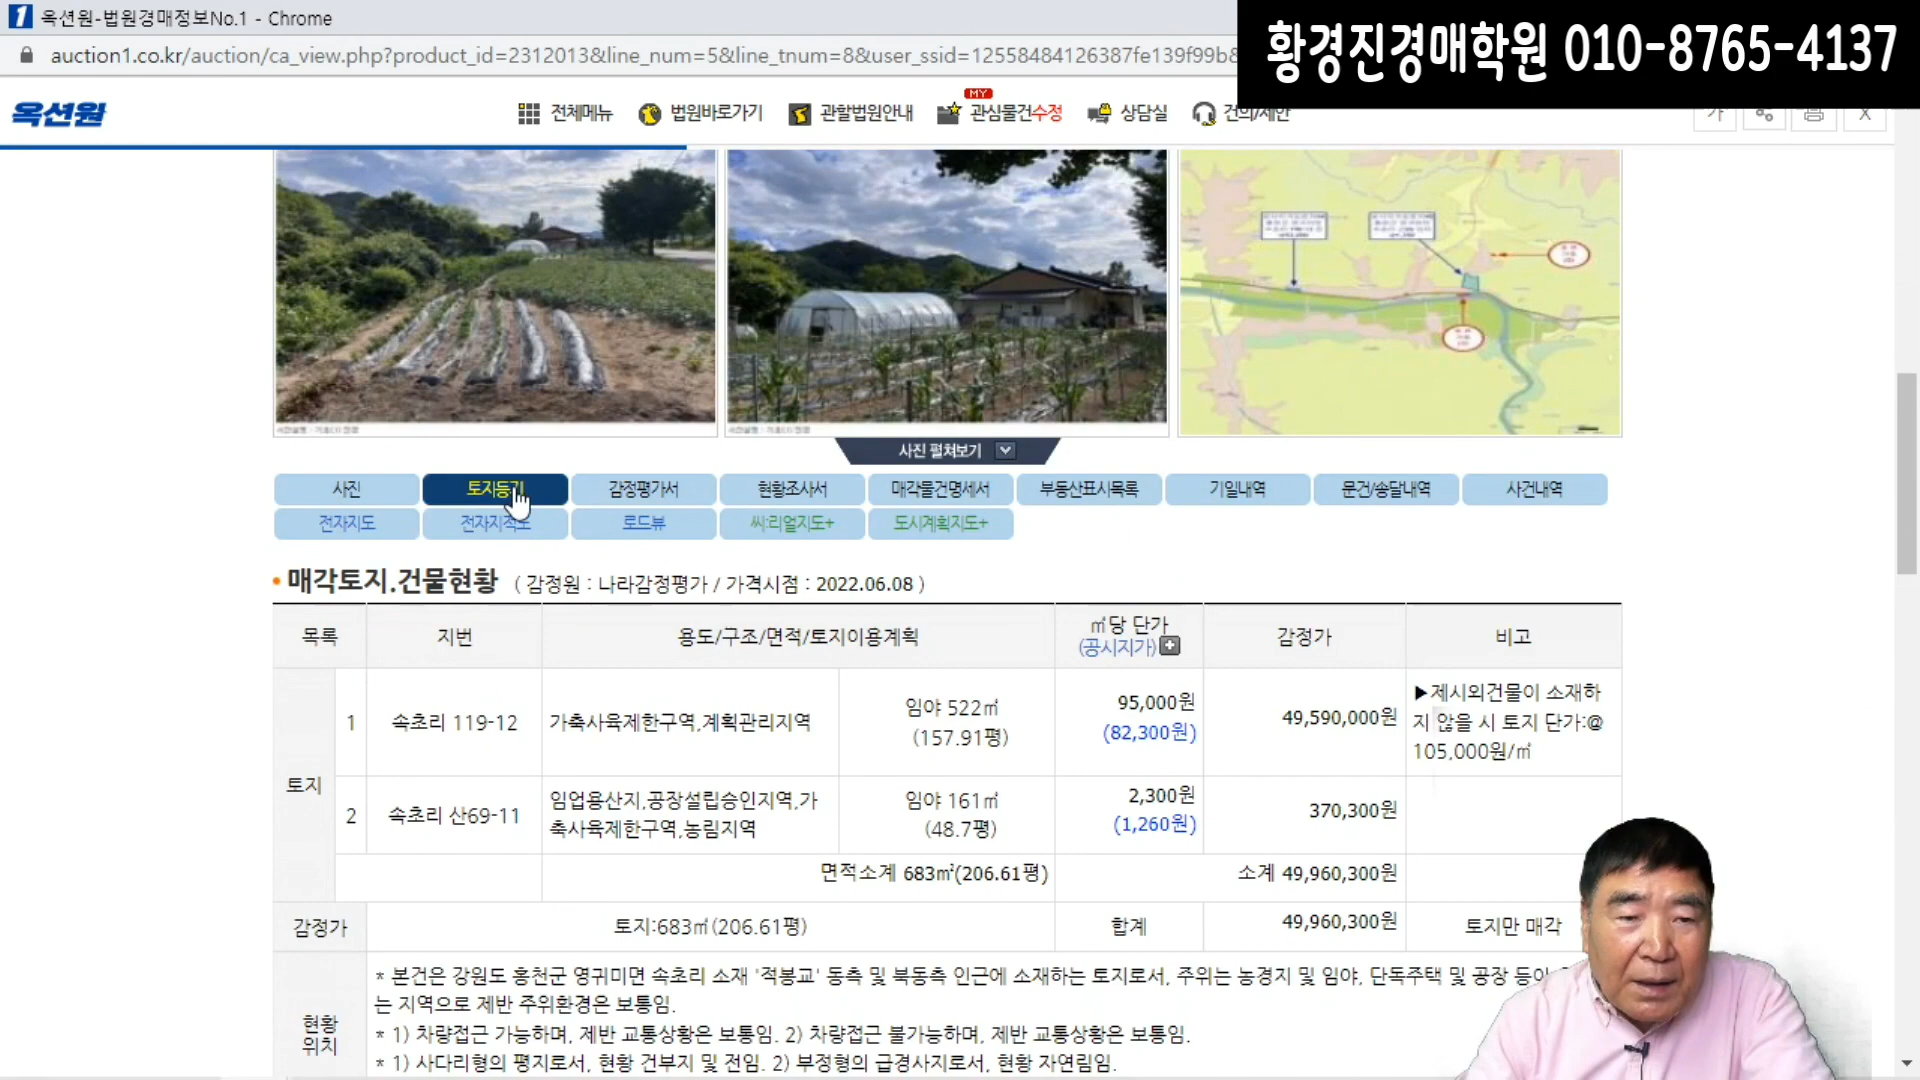 옥션원-법원경매정보No.1 - Chrome
auction1.co.kr/auction/ca_view.php?product_id=2312013&line_num=5&line_tnum=8&user_ssid=12558484126387fe139f99b8
황경진경매학원 010-8765-4137
옥션원
전체메뉴
법원바로가기
관할법원안내
MY
관심물건수정
상담실
건의/제안
가
X
사진 펼쳐보기
사진
토지등기
감정평가서
현황조사서
매각물건명세서
부동산표시목록
기일내역
문건/송달내역
사건내역
전자지도
전자지적도
로드뷰
씨:리얼지도+
도시계획지도+
• 매각토지.건물현황 ( 감정원 : 나라감정평가 / 가격시점 : 2022.06.08 )
목록
지번
용도/구조/면적/토지이용계획
㎡당 단가
(공시지가)
감정가
비고
토지
1
속초리 119-12
가축사육제한구역,계획관리지역
임야 522㎡
(157.91평)
95,000원
(82,300원)
49,590,000원
▶제시외건물이 소재하
지 않을 시 토지 단가:@
105,000원/㎡
2
속초리 산69-11
임업용산지,공장설립승인지역,가
축사육제한구역,농림지역
임야 161㎡
(48.7평)
2,300원
(1,260원)
370,300원
면적소계 683㎡(206.61평)
소계 49,960,300원
감정가
토지:683㎡(206.61평)
합계
49,960,300원
토지만 매각
현황
위치
* 본건은 강원도 홍천군 영귀미면 속초리 소재 '적봉교' 동측 및 북동측 인근에 소재하는 토지로서, 주위는 농경지 및 임야, 단독주택 및 공장 등이
는 지역으로 제반 주위환경은 보통임.
* 1) 차량접근 가능하며, 제반 교통상황은 보통임. 2) 차량접근 불가능하며, 제반 교통상황은 보통임.
* 1) 사다리형의 평지로서, 현황 건부지 및 전임. 2) 부정형의 급경사지로서, 현황 자연림임.